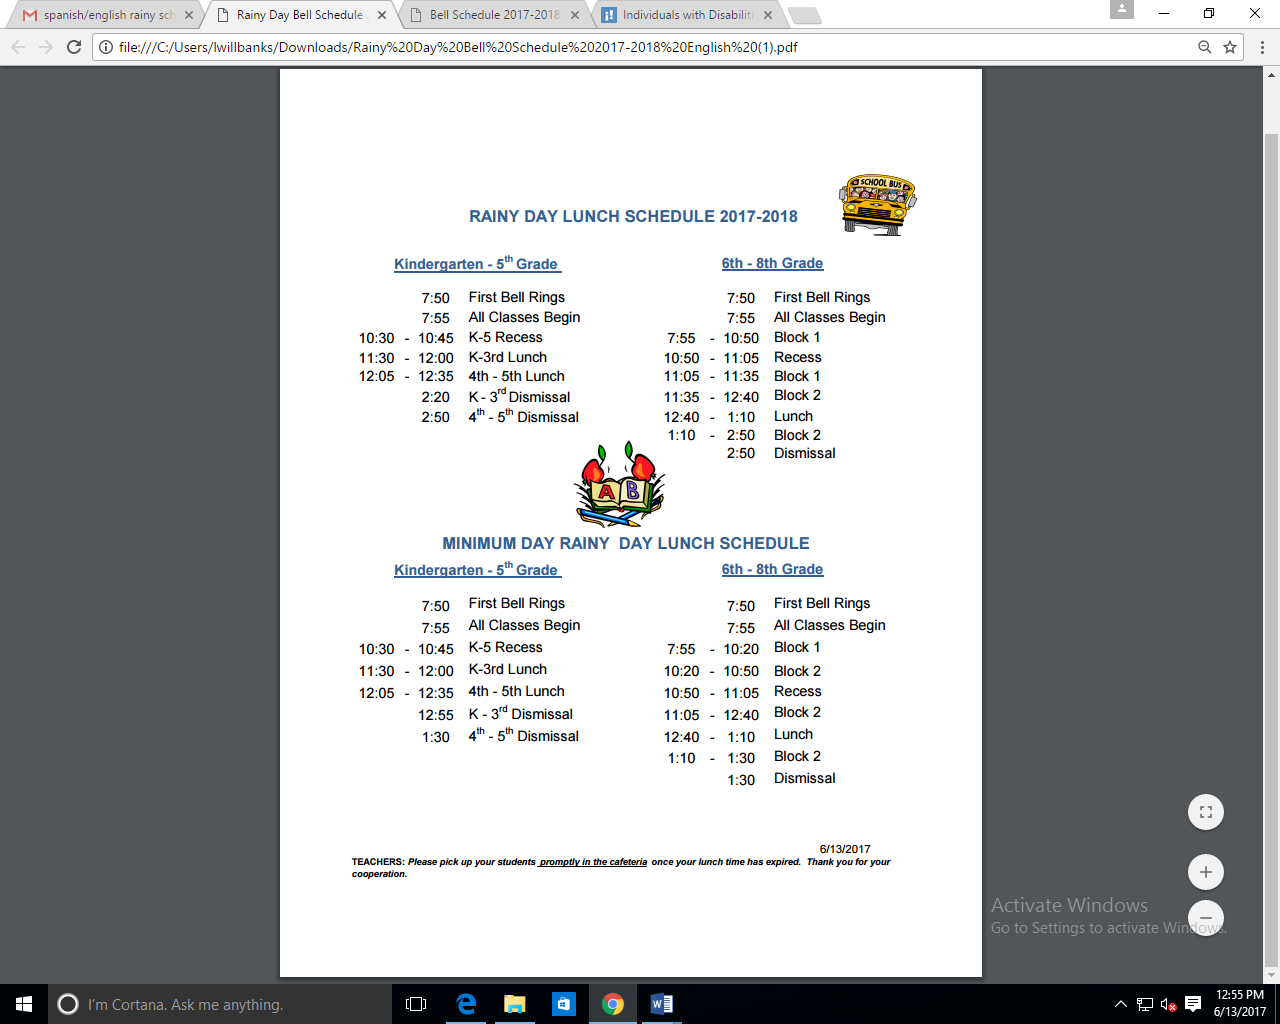 spanish/english rainy sch
Rainy Day Bell Schedule
Bell Schedule 2017-2018
Individuals with Disabiliti
file:///C:/Users/lwillbanks/Downloads/Rainy%20Day%20Bell%20Schedule%202017-2018%20English%20(1).pdf
SCHOOL BUS
RAINY DAY LUNCH SCHEDULE 2017-2018
Kindergarten - 5th Grade
7:50 First Bell Rings
7:55 All Classes Begin
10:30 - 10:45 K-5 Recess
11:30 - 12:00 K-3rd Lunch
12:05 - 12:35 4th - 5th Lunch
2:20 K - 3rd Dismissal
2:50 4th - 5th Dismissal
6th - 8th Grade
7:50 First Bell Rings
7:55 All Classes Begin
7:55 - 10:50 Block 1
10:50 - 11:05 Recess
11:05 - 11:35 Block 1
11:35 - 12:40 Block 2
12:40 - 1:10 Lunch
1:10 - 2:50 Block 2
2:50 Dismissal
A B
MINIMUM DAY RAINY DAY LUNCH SCHEDULE
Kindergarten - 5th Grade
7:50 First Bell Rings
7:55 All Classes Begin
10:30 - 10:45 K-5 Recess
11:30 - 12:00 K-3rd Lunch
12:05 - 12:35 4th - 5th Lunch
12:55 K - 3rd Dismissal
1:30 4th - 5th Dismissal
6th - 8th Grade
7:50 First Bell Rings
7:55 All Classes Begin
7:55 - 10:20 Block 1
10:20 - 10:50 Block 2
10:50 - 11:05 Recess
11:05 - 12:40 Block 2
12:40 - 1:10 Lunch
1:10 - 1:30 Block 2
1:30 Dismissal
6/13/2017
TEACHERS: Please pick up your students promptly in the cafeteria once your lunch time has expired. Thank you for your
cooperation.
Activate Windows
Go to Settings to activate Windows.
I'm Cortana. Ask me anything.
12:55 PM
6/13/2017